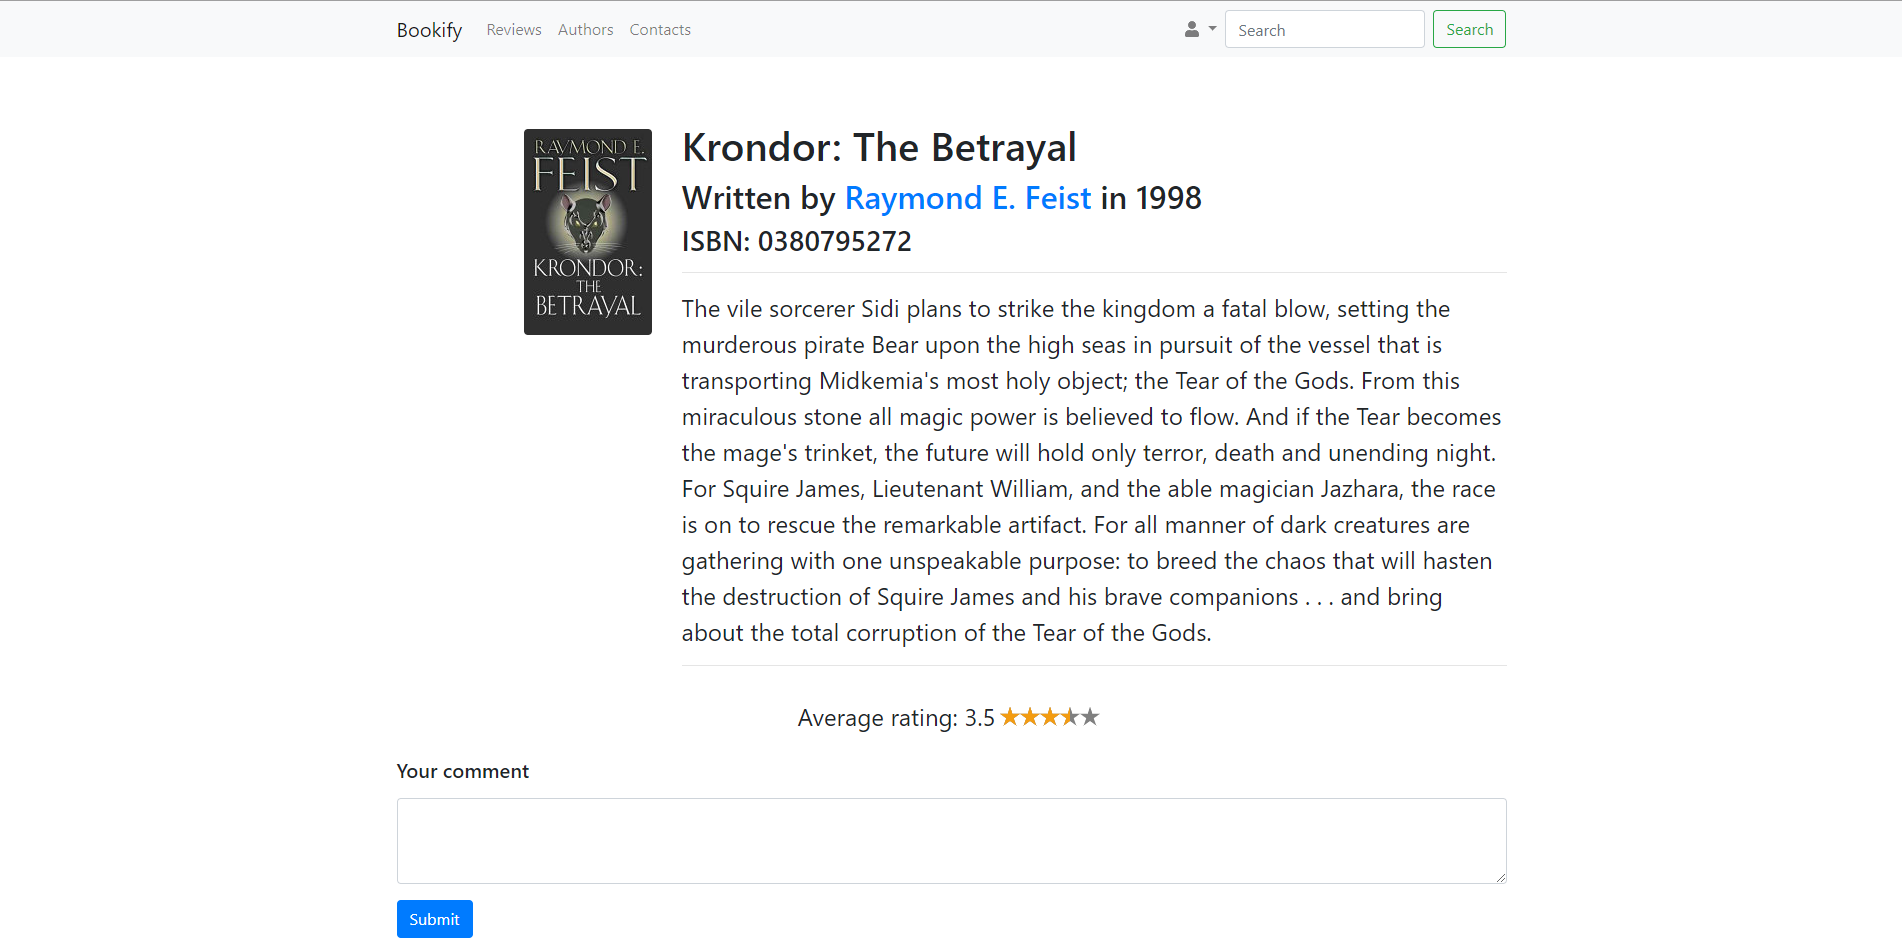 Bookify Reviews Authors Contacts Search Search
RAYMOND E.
FEIST
KRONDOR:
THE
BETRAYAL
Krondor: The Betrayal
Written by Raymond E. Feist in 1998
ISBN: 0380795272
The vile sorcerer Sidi plans to strike the kingdom a fatal blow, setting the
murderous pirate Bear upon the high seas in pursuit of the vessel that is
transporting Midkemia's most holy object; the Tear of the Gods. From this
miraculous stone all magic power is believed to flow. And if the Tear becomes
the mage's trinket, the future will hold only terror, death and unending night.
For Squire James, Lieutenant William, and the able magician Jazhara, the race
is on to rescue the remarkable artifact. For all manner of dark creatures are
gathering with one unspeakable purpose: to breed the chaos that will hasten
the destruction of Squire James and his brave companions . . . and bring
about the total corruption of the Tear of the Gods.
Average rating: 3.5
Your comment
Submit